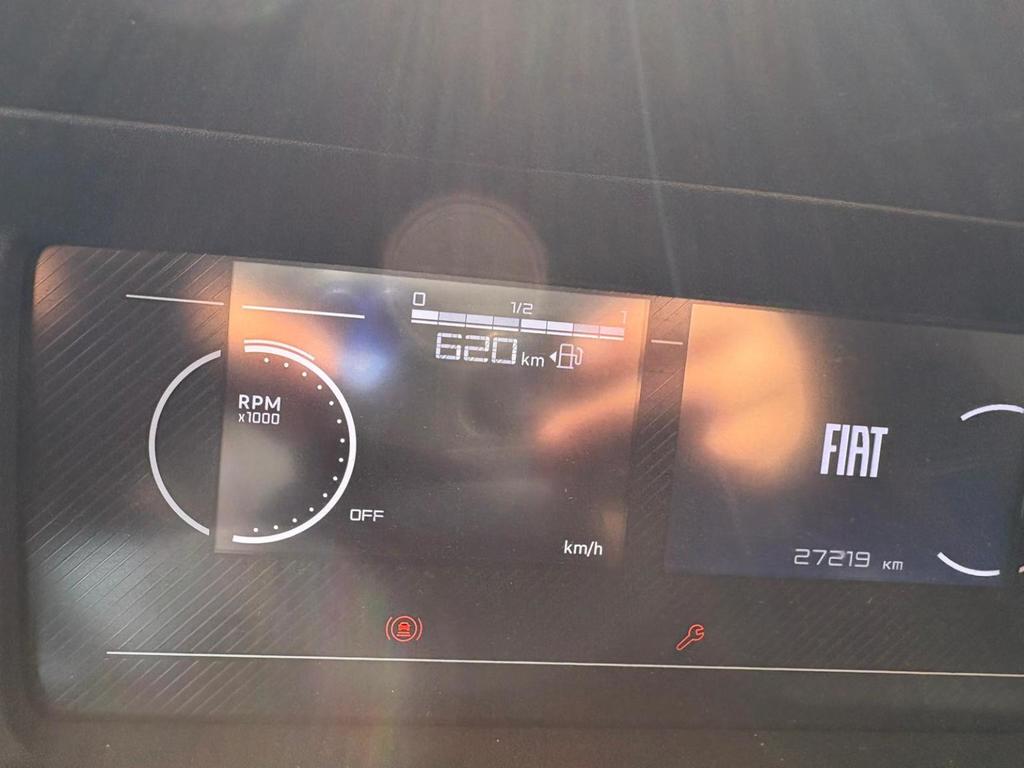 0 1/2 1
620 km
RPM
x1000
OFF
km/h
FIAT
27219 KM